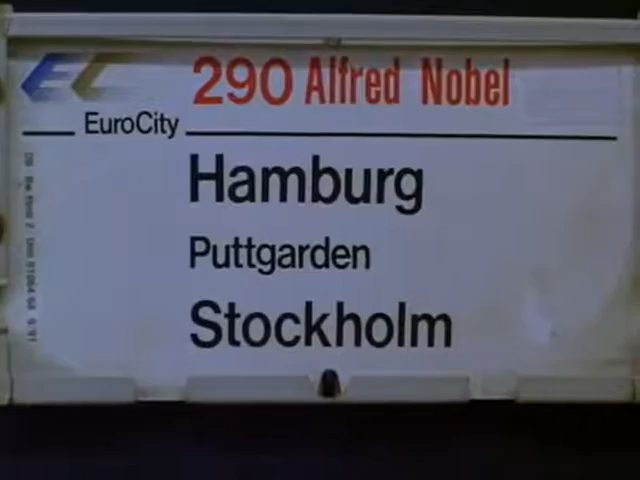 EC 290 Alfred Nobel
EuroCity
Hamburg
Puttgarden
Stockholm